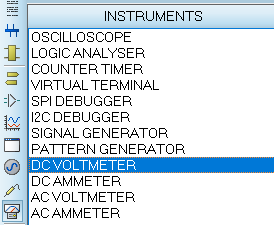 INSTRUMENTS
OSCILLOSCOPE
LOGIC ANALYSER
COUNTER TIMER
VIRTUAL TERMINAL
SPI DEBUGGER
I2C DEBUGGER
SIGNAL GENERATOR
PATTERN GENERATOR
DC VOLTMETER
DC AMMETER
AC VOLTMETER
AC AMMETER